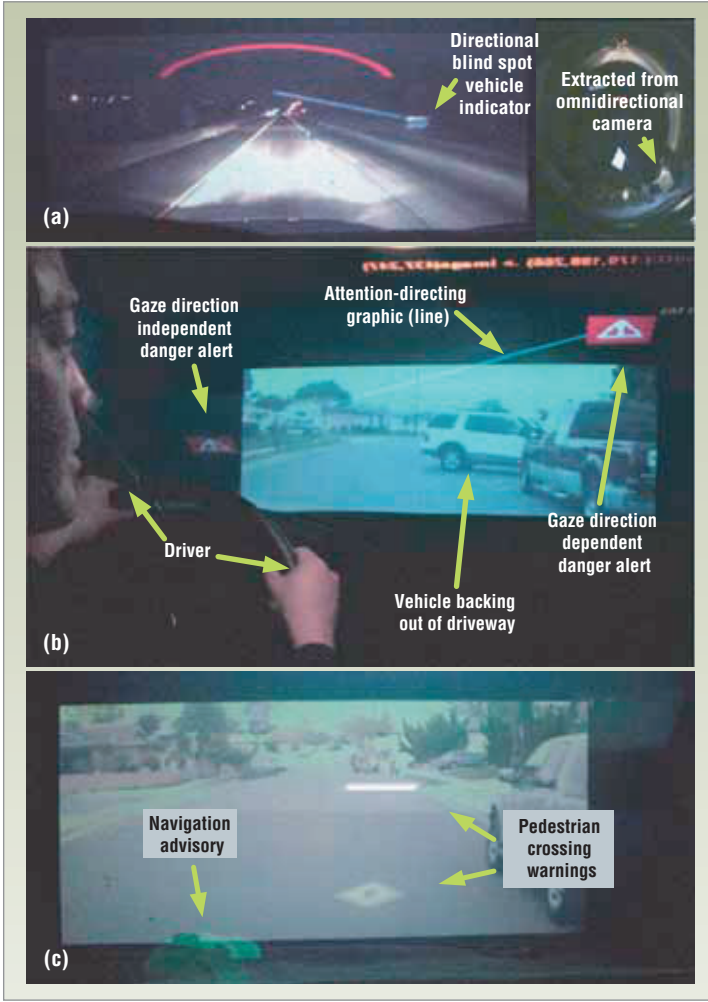 Directional
blind spot
vehicle
indicator
Extracted from
omnidirectional
camera
(a)
Gaze direction
independent
danger alert
Attention-directing
graphic (line)
Driver
Vehicle backing
out of driveway
Gaze direction
dependent
danger alert
(b)
Navigation
advisory
Pedestrian
crossing
warnings
(c)